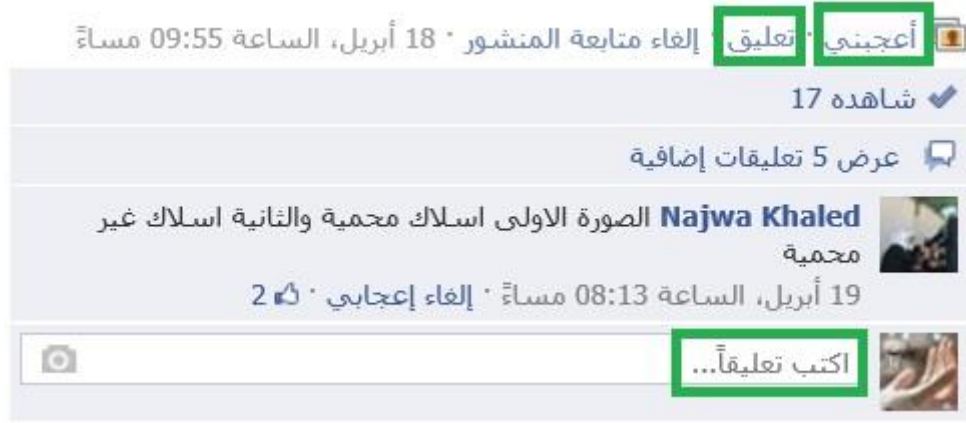 أعجبني · تعليق · إلغاء متابعة المنشور · 18 أبريل، الساعة 09:55 مساءً
شاهده 17
عرض 5 تعليقات إضافية
Najwa Khaled الصورة الاولى اسلاك محمية والثانية اسلاك غير
محمية
19 أبريل، الساعة 08:13 مساءً · إلغاء إعجابي · 2
اكتب تعليقاً...